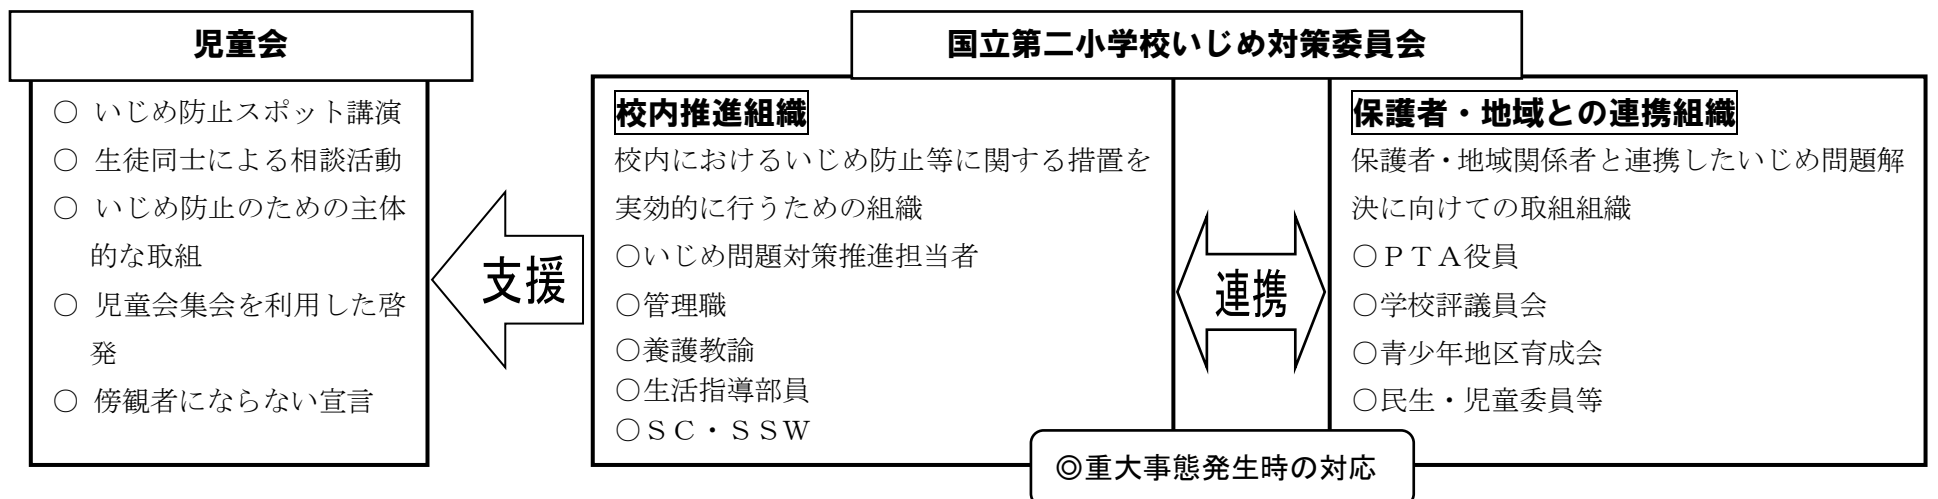 児童会
○ いじめ防止スポット講演
○ 生徒同士による相談活動
○ いじめ防止のための主体
的な取組
○ 児童会集会を利用した啓
発
○ 傍観者にならない宣言
支援
国立第二小学校いじめ対策委員会
校内推進組織
校内におけるいじめ防止等に関する措置を
実効的に行うための組織
○いじめ問題対策推進担当者
○管理職
○養護教諭
○生活指導部員
○ＳＣ・ＳＳＷ
連携
保護者・地域との連携組織
保護者・地域関係者と連携したいじめ問題解
決に向けての取組組織
○ＰＴＡ役員
○学校評議員会
○青少年地区育成会
○民生・児童委員等
◎重大事態発生時の対応